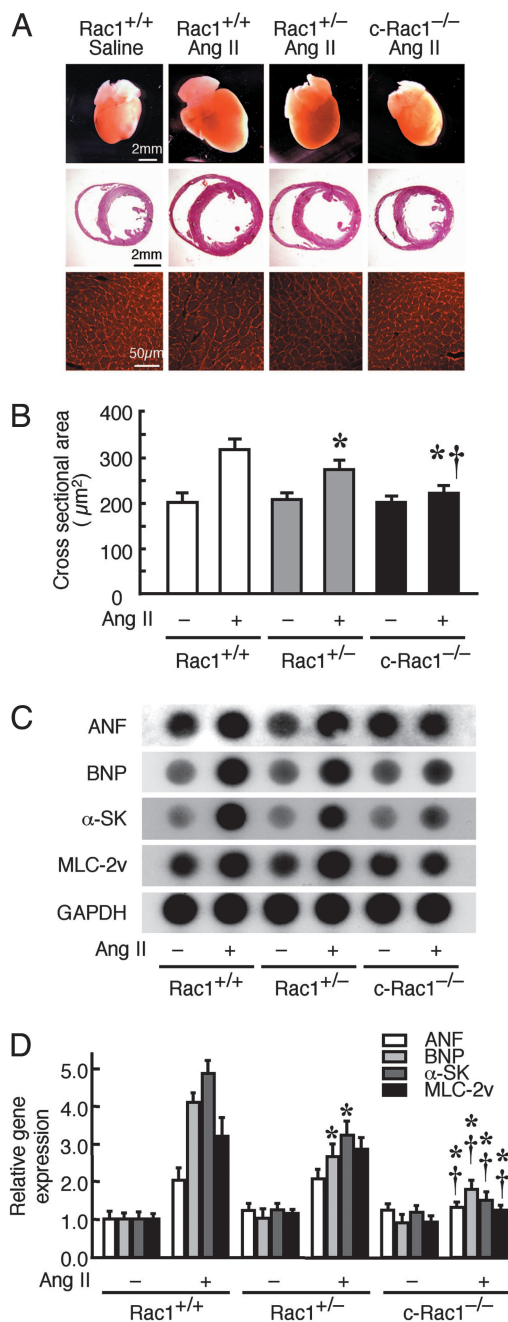 A
Rac1+/+ Saline
Rac1+/+ Ang II
Rac1+/− Ang II
c-Rac1−/− Ang II
2mm
2mm
50µm
B
Cross sectional area (µm²)
400
300
200
200
0
* *†
Ang II − + − + − +
Rac1+/+ Rac1+/− c-Rac1−/−
C
ANF
BNP
α-SK
MLC-2v
GAPDH
Ang II − + − + − +
Rac1+/+ Rac1+/− c-Rac1−/−
D
ANF
BNP
α-SK
MLC-2v
Relative gene expression
5.0
4.0
3.0
2.0
1.0
0.0
* * *† *† *† *†
Ang II − + − + − +
Rac1+/+ Rac1+/− c-Rac1−/−